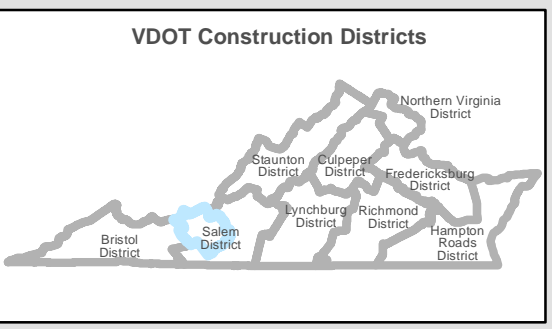 VDOT Construction Districts
Northern Virginia
District
Staunton
District
Culpeper
District
Fredericksburg
District
Lynchburg
District
Richmond
District
Hampton
Roads
District
Salem
District
Bristol
District